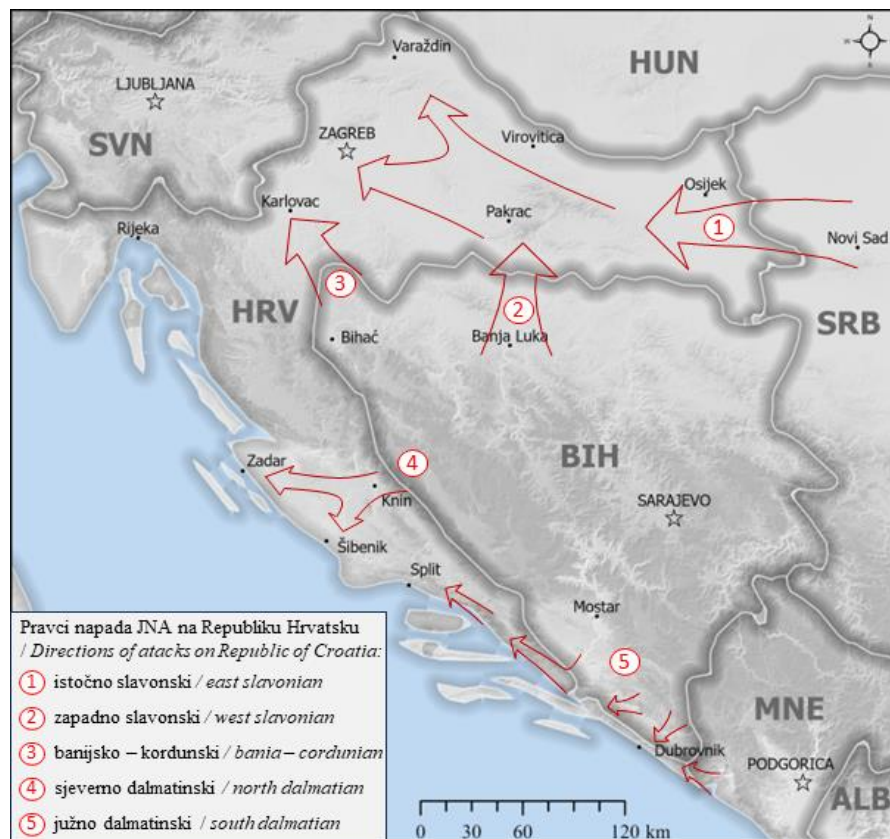 N
W E
S
Varaždin
HUN
LJUBLJANA
ZAGREB
Virovitica
SVN
Osijek
Karlovac
Pakrac
1
Rijeka
Novi Sad
3
HRV
2
SRB
Bihać
Banja Luka
4
BIH
Zadar
Knin
SARAJEVO
Šibenik
Split
Mostar
5
MNE
Dubrovnik
PODGORICA
ALB
Pravci napada JNA na Republiku Hrvatsku
/ Directions of atacks on Republic of Croatia:
1 istočno slavonski / east slavonian
2 zapadno slavonski / west slavonian
3 banijsko – kordunski / bania – cordunian
4 sjeverno dalmatinski / north dalmatian
5 južno dalmatinski / south dalmatian
0 30 60 120 km